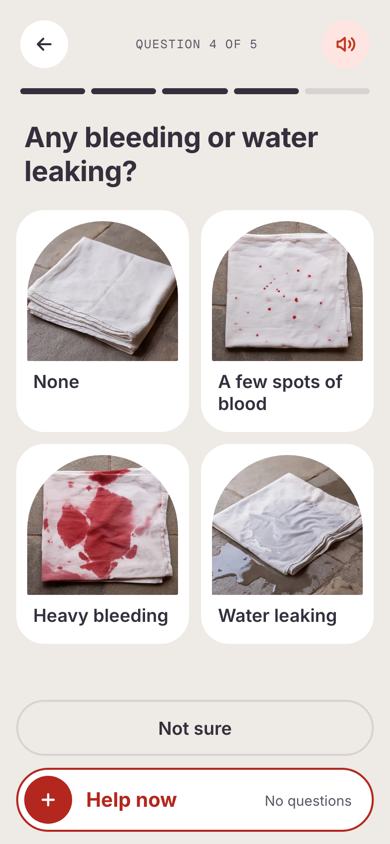 QUESTION 4 OF 5
Any bleeding or water
leaking?
None
A few spots of
blood
Heavy bleeding
Water leaking
Not sure
Help now
No questions